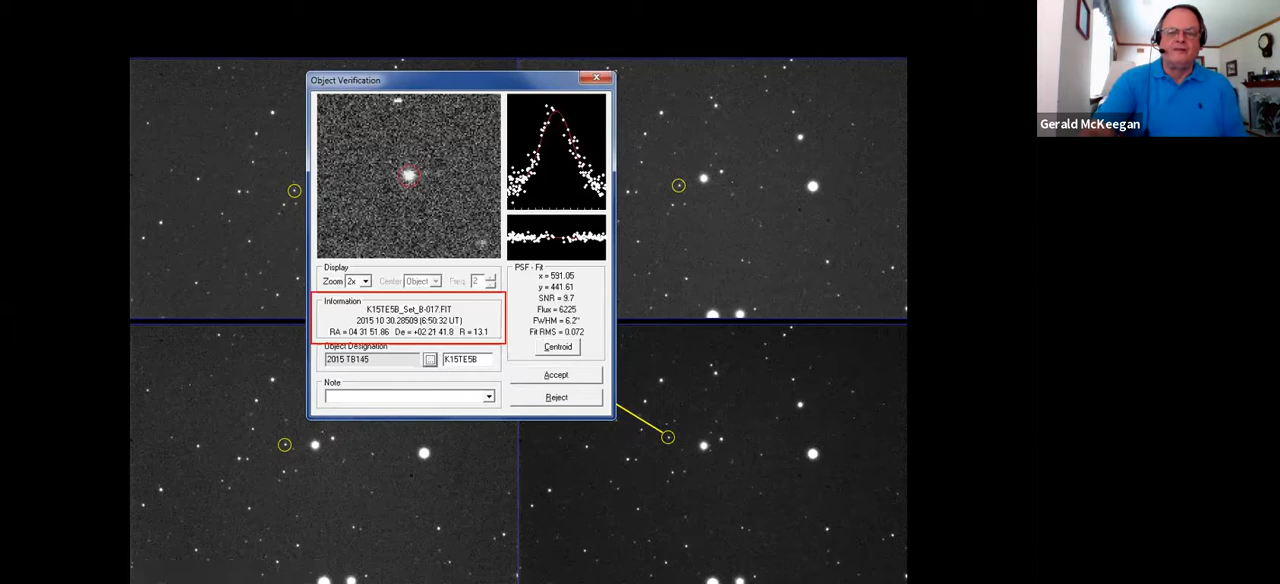 Object Verification
Display
Zoom 2x Center Object Freq. 2
Information
K15TE5B_Set_B-017.FIT
2015 10 30.28509 (6:50:32 UT)
RA = 04 31 51.86 De = +02 21 41.8 R = 13.1
Object Designation
2015 TB145 ... K15TE5B
Note
PSF - Fit
x = 591.05
y = 441.61
SNR = 9.7
Flux = 6225
FWHM = 6.2"
Fit RMS = 0.072
Centroid
Accept
Reject
Gerald McKeegan